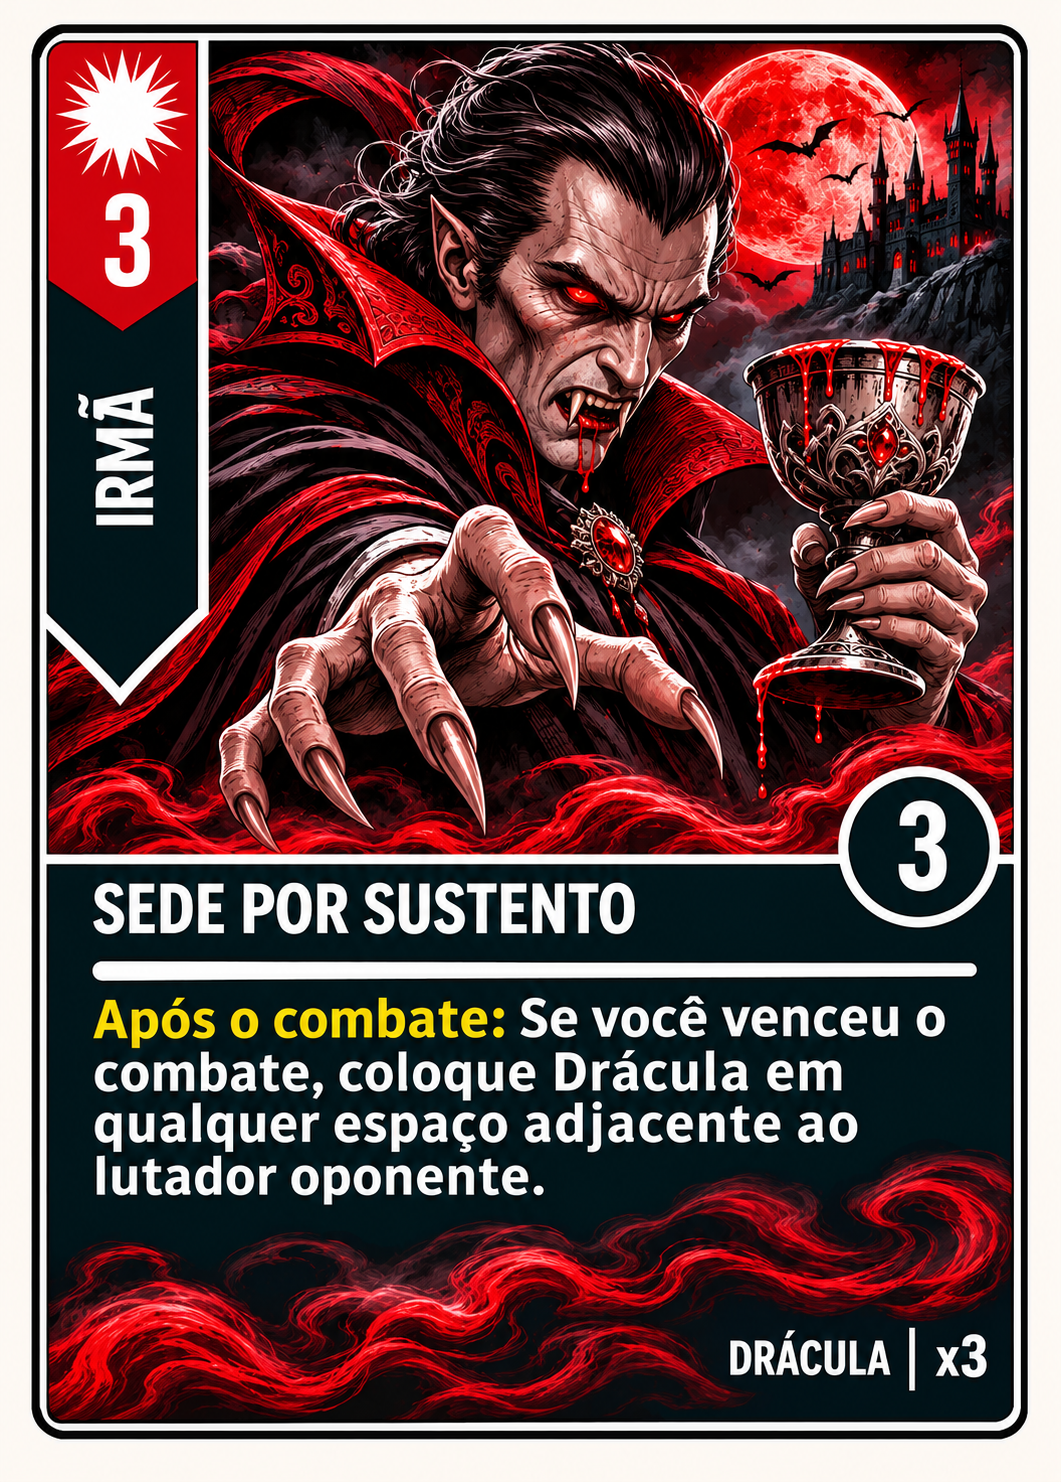 3
IRMÃ
3
SEDE POR SUSTENTO
Após o combate: Se você venceu o
combate, coloque Drácula em
qualquer espaço adjacente ao
lutador oponente.
DRÁCULA | x3